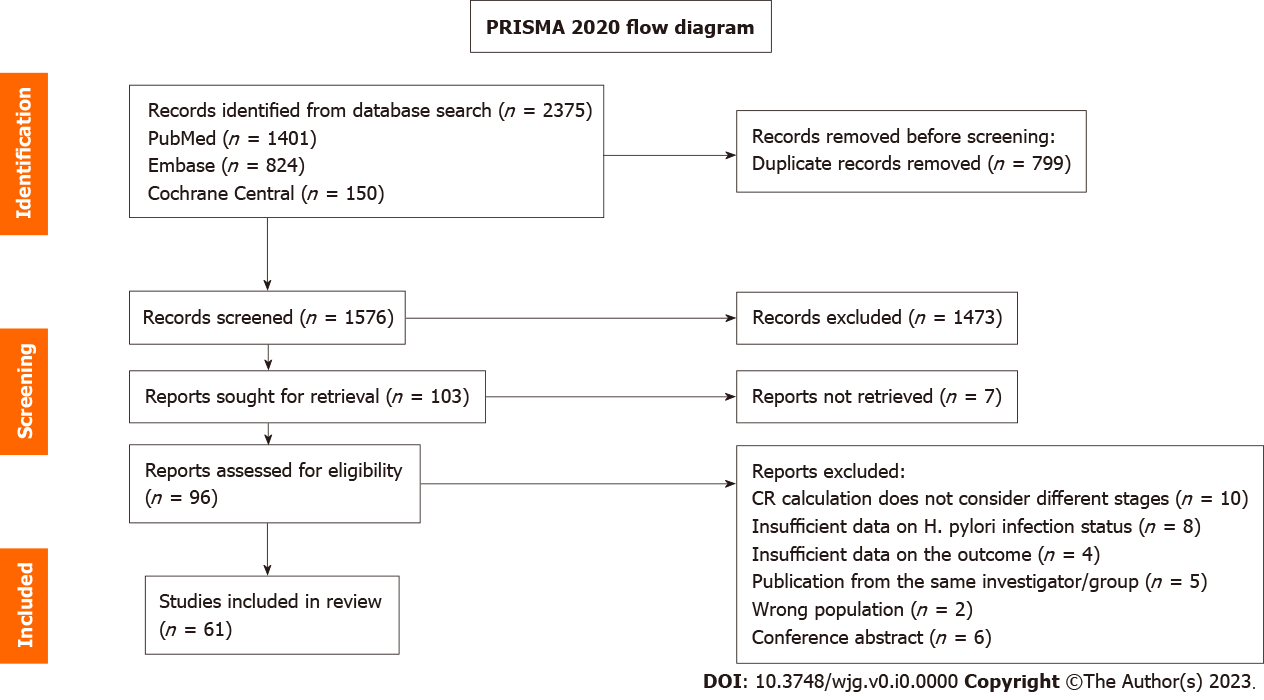 PRISMA 2020 flow diagram
Identification
Records identified from database search (n = 2375)
PubMed (n = 1401)
Embase (n = 824)
Cochrane Central (n = 150)
Records removed before screening:
Duplicate records removed (n = 799)
Screening
Records screened (n = 1576)
Records excluded (n = 1473)
Reports sought for retrieval (n = 103)
Reports not retrieved (n = 7)
Reports assessed for eligibility
(n = 96)
Reports excluded:
CR calculation does not consider different stages (n = 10)
Insufficient data on H. pylori infection status (n = 8)
Insufficient data on the outcome (n = 4)
Publication from the same investigator/group (n = 5)
Wrong population (n = 2)
Conference abstract (n = 6)
Included
Studies included in review
(n = 61)
DOI: 10.3748/wjg.v0.i0.0000 Copyright ©The Author(s) 2023.